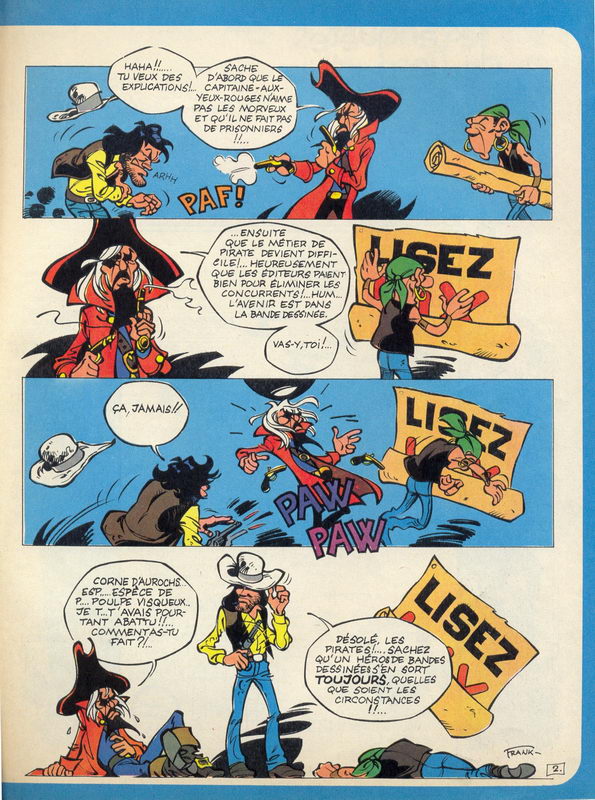 HAHA!!....
TU VEUX DES
EXPLICATIONS!...
SACHE
D'ABORD QUE LE
CAPITAINE-AUX-
YEUX-ROUGES N'AIME
PAS LES MORVEUX
ET QU'IL NE FAIT PAS
DE PRISONNIERS
!!....
ARHH
PAF!
...ENSUITE
QUE LE MÉTIER DE
PIRATE DEVIENT DIFFI-
CILE!... HEUREUSEMENT
QUE LES ÉDITEURS PAIENT
BIEN POUR ÉLIMINER LES
CONCURRENTS!...HUM...
L'AVENIR EST DANS
LA BANDE DESSINÉE.
VAS-Y, TOI!...
LISEZ
ÇA, JAMAIS!!
PAW
PAW
LISEZ
CORNE D'AUROCHS...
ESP.... ESPÈCE DE
P.... POULPE VISQUEUX..
JE T...T'AVAIS POUR-
TANT ABATTU!!...
COMMENT AS-TU
FAIT?!...
DÉSOLÉ, LES
PIRATES!.... SACHEZ
QU'UN HÉROS DE BANDES
DESSINÉES S'EN SORT
TOUJOURS, QUELLES
QUE SOIENT LES
CIRCONSTANCES
!!....
LISEZ
FRANK-
2.